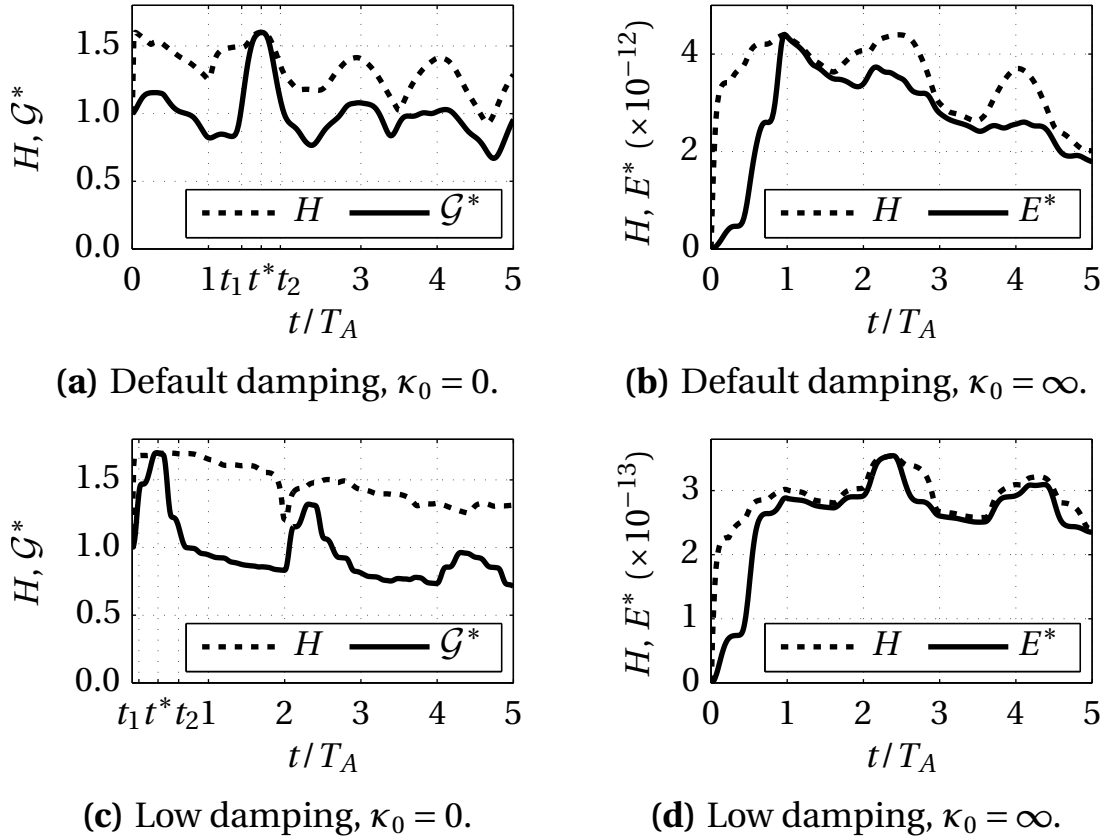 H, 𝒢*
1.5
1.0
0.5
0.0
H 𝒢*
0 1 t₁ t* t₂ 3 4 5
t/T_A
(a) Default damping, κ₀ = 0.
H, E* (×10⁻¹²)
4
2
0
H E*
0 1 2 3 4 5
t/T_A
(b) Default damping, κ₀ = ∞.
H, 𝒢*
1.5
1.0
0.5
0.0
H 𝒢*
t₁ t* t₂ 1 2 3 4 5
t/T_A
(c) Low damping, κ₀ = 0.
H, E* (×10⁻¹³)
3
2
1
0
H E*
0 1 2 3 4 5
t/T_A
(d) Low damping, κ₀ = ∞.